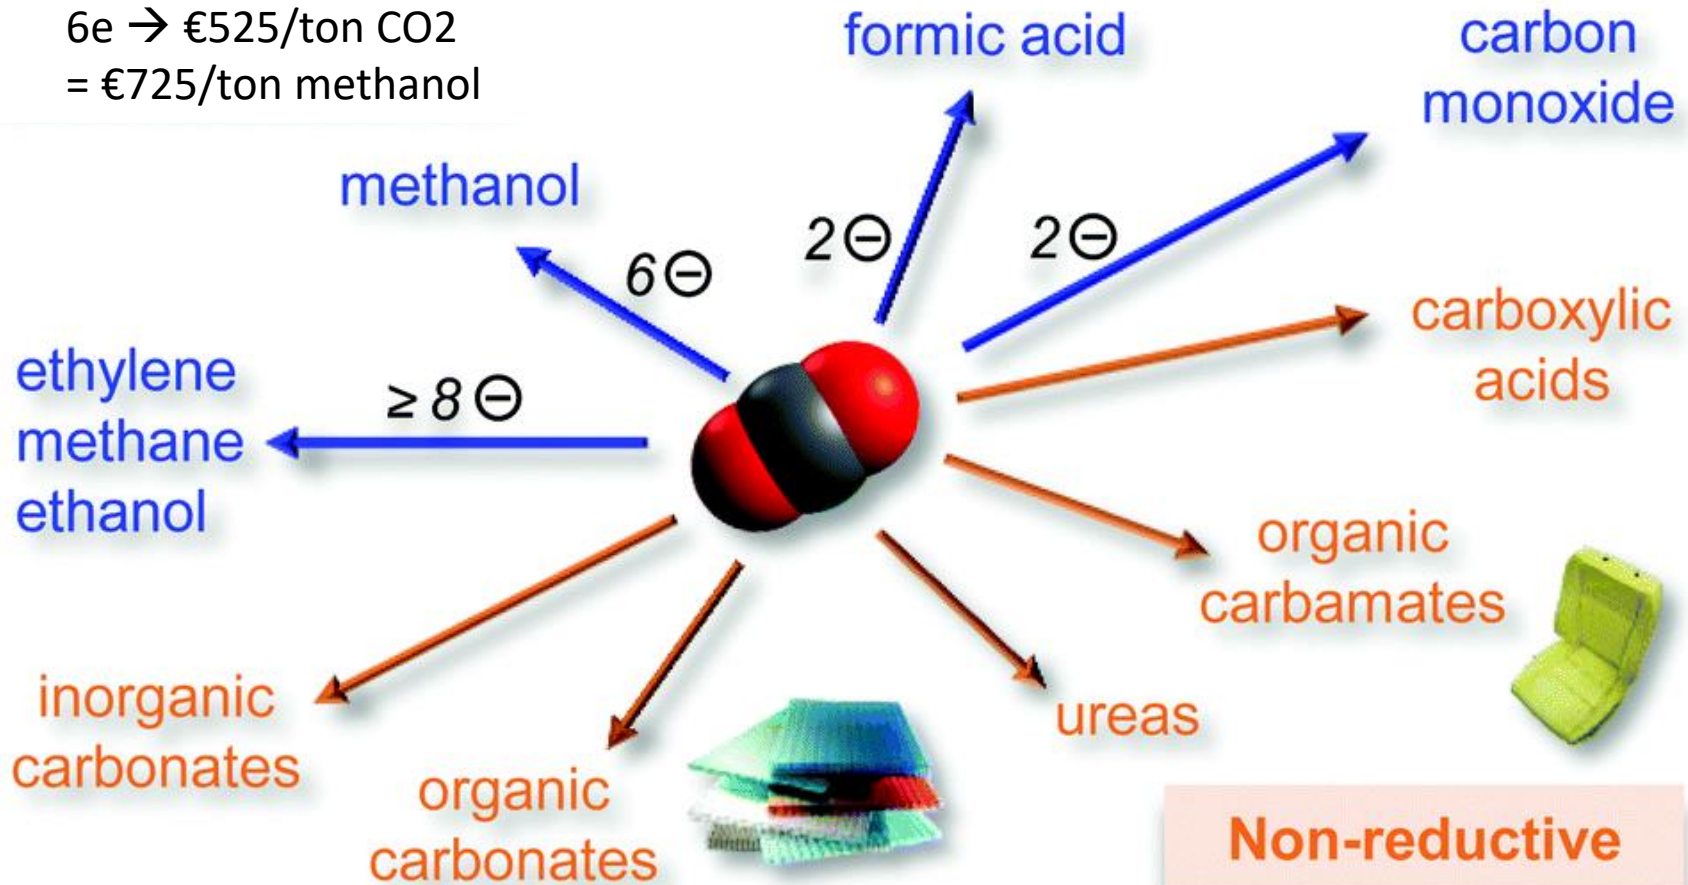 6e → €525/ton CO2
= €725/ton methanol
formic acid
carbon
monoxide
methanol
2⊖
2⊖
6⊖
carboxylic
acids
ethylene
methane
ethanol
≥ 8 ⊖
organic
carbamates
inorganic
carbonates
ureas
organic
carbonates
Non-reductive